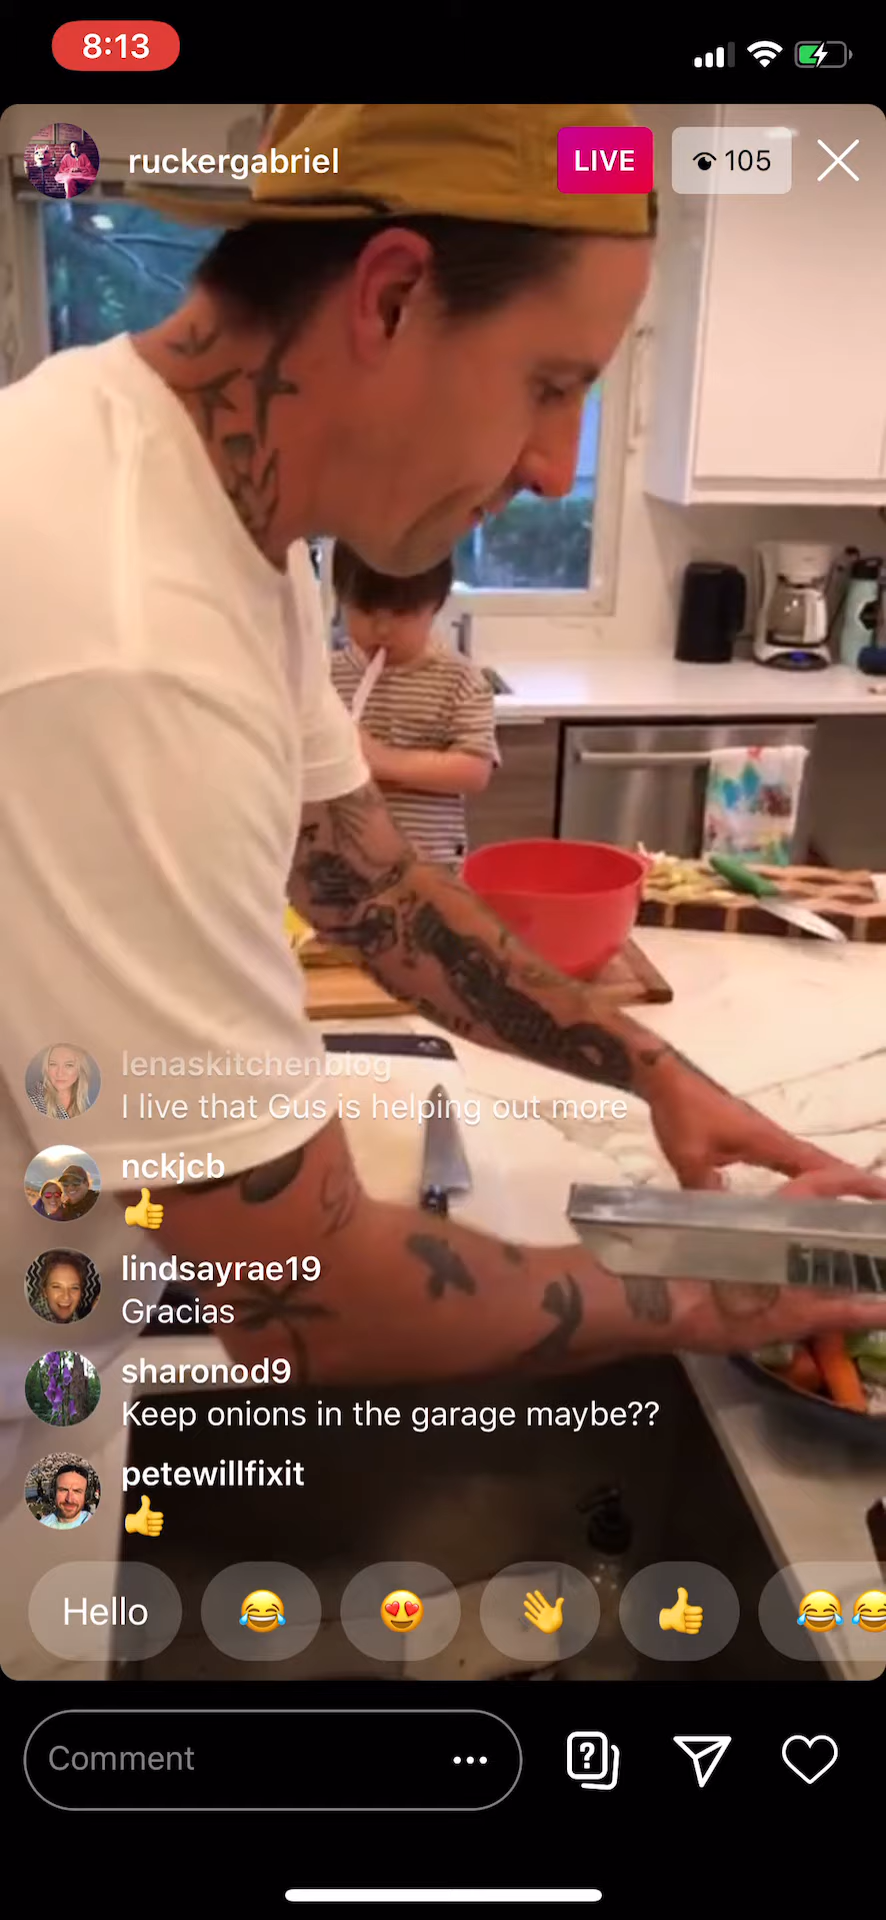 8:13
ruckergabriel
LIVE
105
lenaskitchenblog
I live that Gus is helping out more
nckjcb
lindsayrae19
Gracias
sharonod9
Keep onions in the garage maybe??
petewillfixit
Hello
Comment